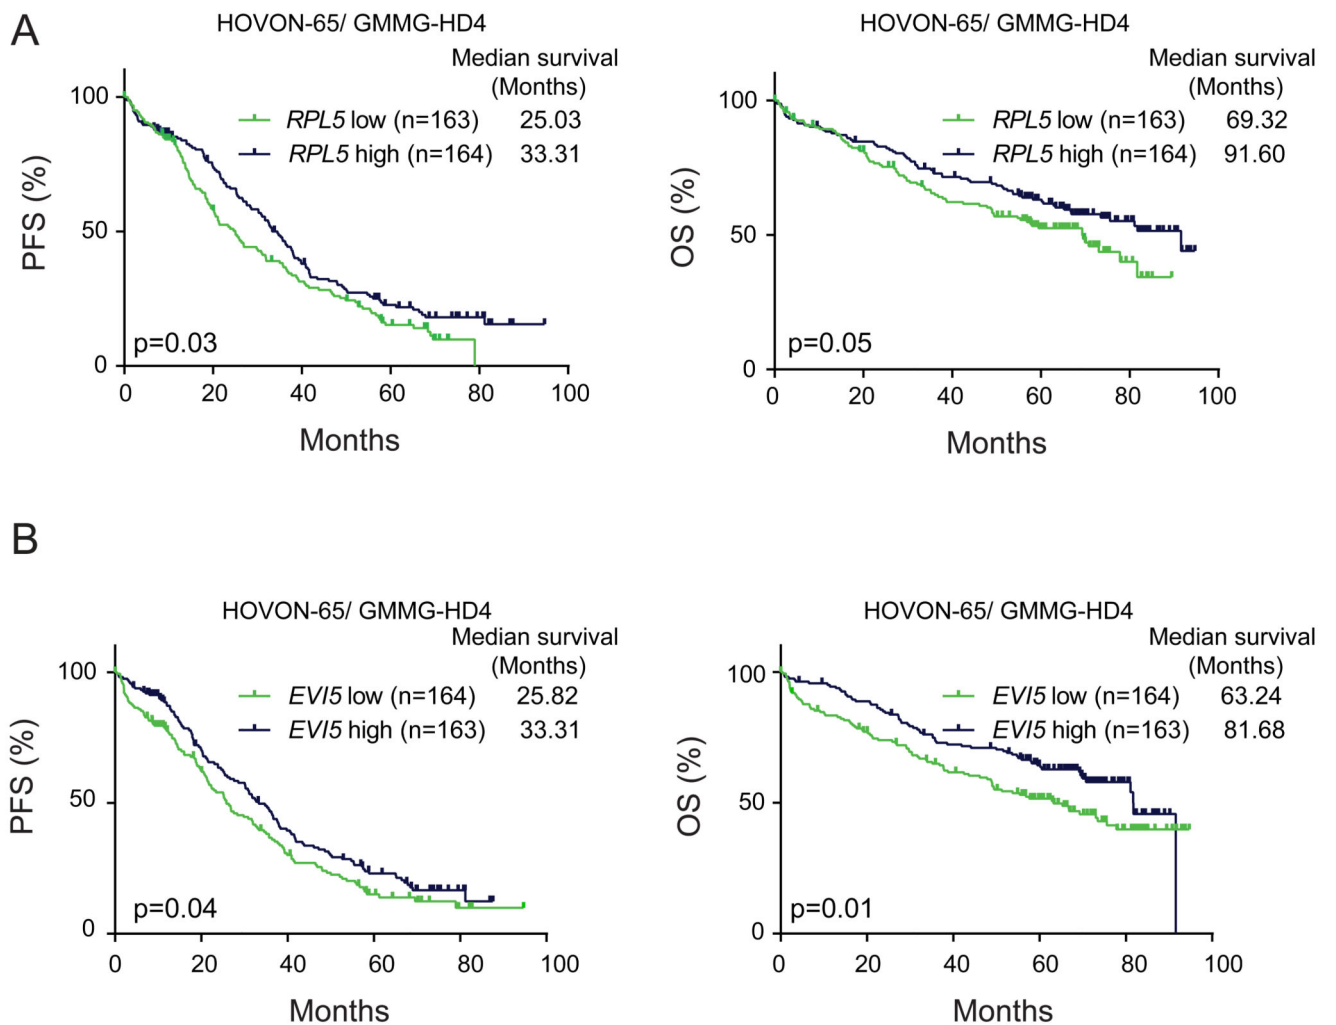 A
HOVON-65/ GMMG-HD4
Median survival
(Months)
RPL5 low (n=163) 25.03
RPL5 high (n=164) 33.31
PFS (%)
100
50
0
p=0.03
0 20 40 60 80 100
Months
HOVON-65/ GMMG-HD4
Median survival
(Months)
RPL5 low (n=163) 69.32
RPL5 high (n=164) 91.60
OS (%)
100
50
0
p=0.05
0 20 40 60 80 100
Months
B
HOVON-65/ GMMG-HD4
Median survival
(Months)
EVI5 low (n=164) 25.82
EVI5 high (n=163) 33.31
PFS (%)
100
50
0
p=0.04
0 20 40 60 80 100
Months
HOVON-65/ GMMG-HD4
Median survival
(Months)
EVI5 low (n=164) 63.24
EVI5 high (n=163) 81.68
OS (%)
100
50
0
p=0.01
0 20 40 60 80 100
Months